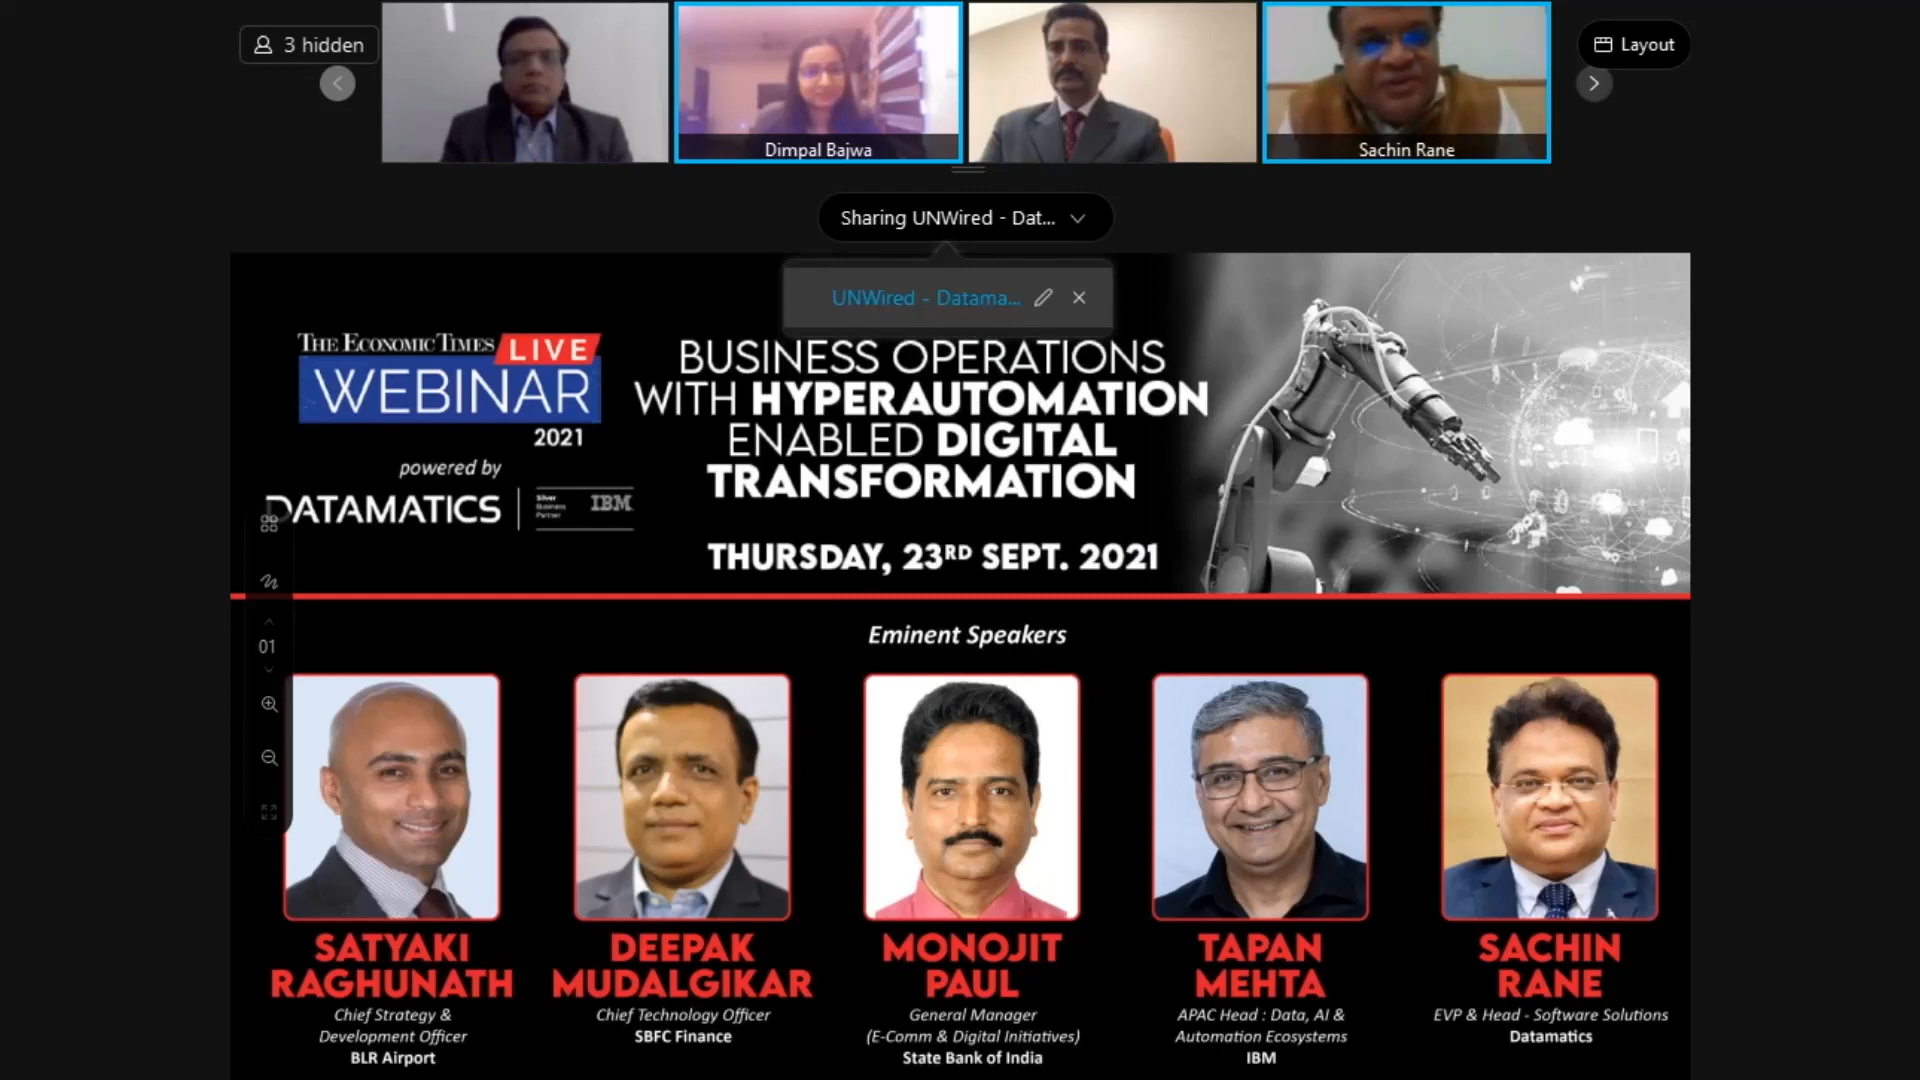 3 hidden
Layout
Dimpal Bajwa
Sachin Rane
Sharing UNWired - Dat...
UNWired - Datama...
THE ECONOMIC TIMES LIVE
WEBINAR
2021
powered by
DATAMATICS
Silver
Business
Partner
IBM
BUSINESS OPERATIONS
WITH HYPERAUTOMATION
ENABLED DIGITAL
TRANSFORMATION
THURSDAY, 23RD SEPT. 2021
01
Eminent Speakers
SATYAKI
RAGHUNATH
Chief Strategy &
Development Officer
BLR Airport
DEEPAK
MUDALGIKAR
Chief Technology Officer
SBFC Finance
MONOJIT
PAUL
General Manager
(E-Comm & Digital Initiatives)
State Bank of India
TAPAN
MEHTA
APAC Head : Data, AI &
Automation Ecosystems
IBM
SACHIN
RANE
EVP & Head - Software Solutions
Datamatics